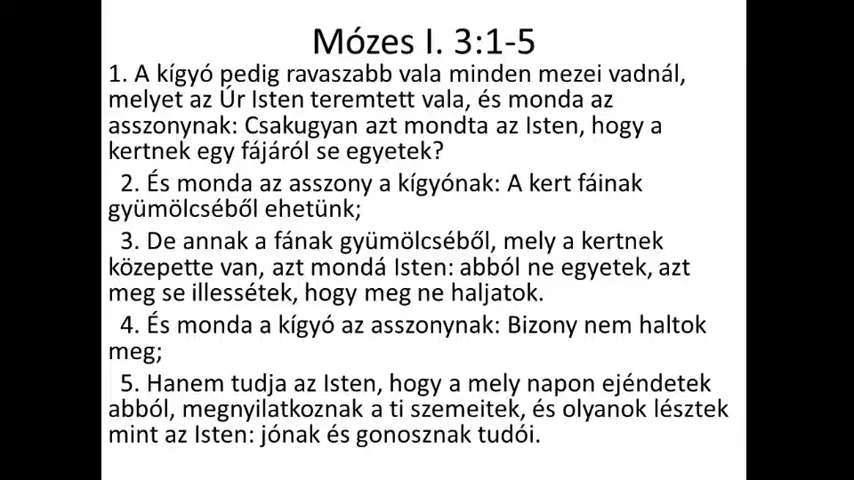 Mózes I. 3:1-5
1. A kígyó pedig ravaszabb vala minden mezei vadnál,
melyet az Úr Isten teremtett vala, és monda az
asszonynak: Csakugyan azt mondta az Isten, hogy a
kertnek egy fájáról se egyetek?
2. És monda az asszony a kígyónak: A kert fáinak
gyümölcséből ehetünk;
3. De annak a fának gyümölcséből, mely a kertnek
közepette van, azt mondá Isten: abból ne egyetek, azt
meg se illessétek, hogy meg ne haljatok.
4. És monda a kígyó az asszonynak: Bizony nem haltok
meg;
5. Hanem tudja az Isten, hogy a mely napon ejéndetek
abból, megnyilatkoznak a ti szemeitek, és olyanok lésztek
mint az Isten: jónak és gonosznak tudói.